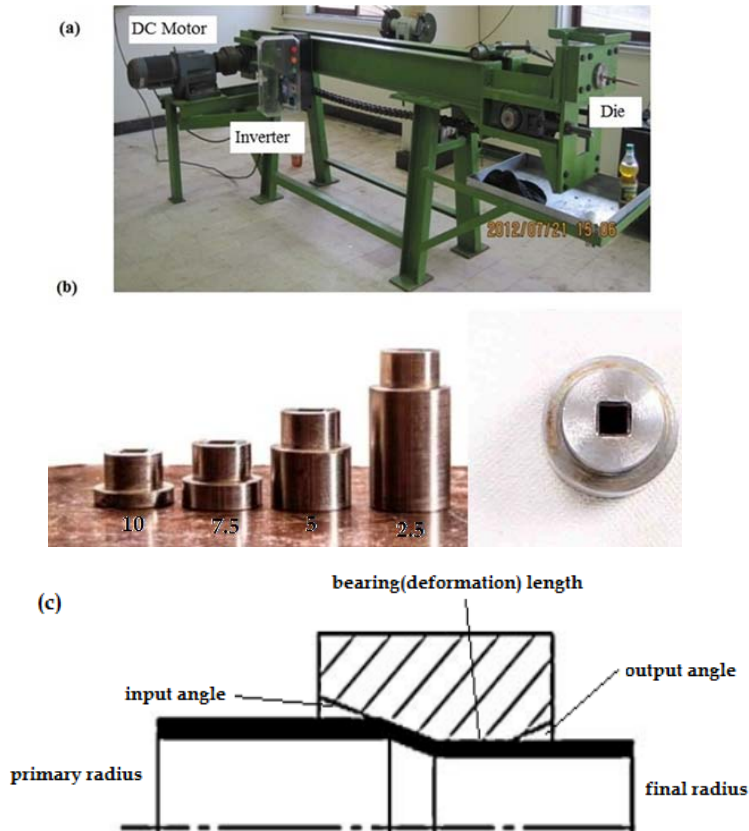 (a)
DC Motor
Inverter
Die
2012/07/21 15:06
(b)
10
7.5
5
2.5
(c)
bearing(deformation) length
input angle
output angle
primary radius
final radius